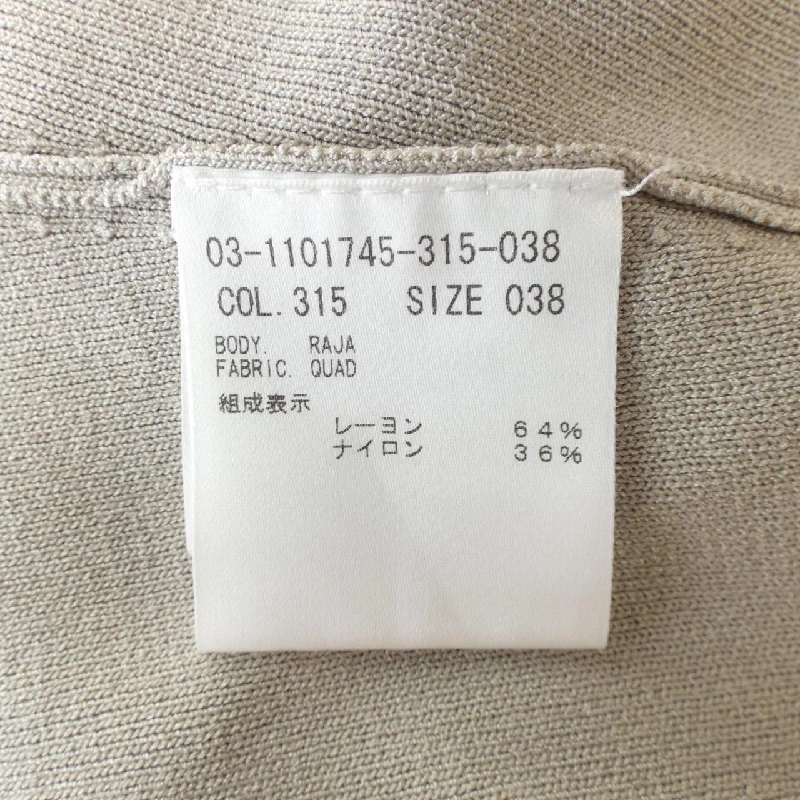 03-1101745-315-038
COL.315 SIZE 038
BODY. RAJA
FABRIC. QUAD
組成表示
レーヨン 64%
ナイロン 36%